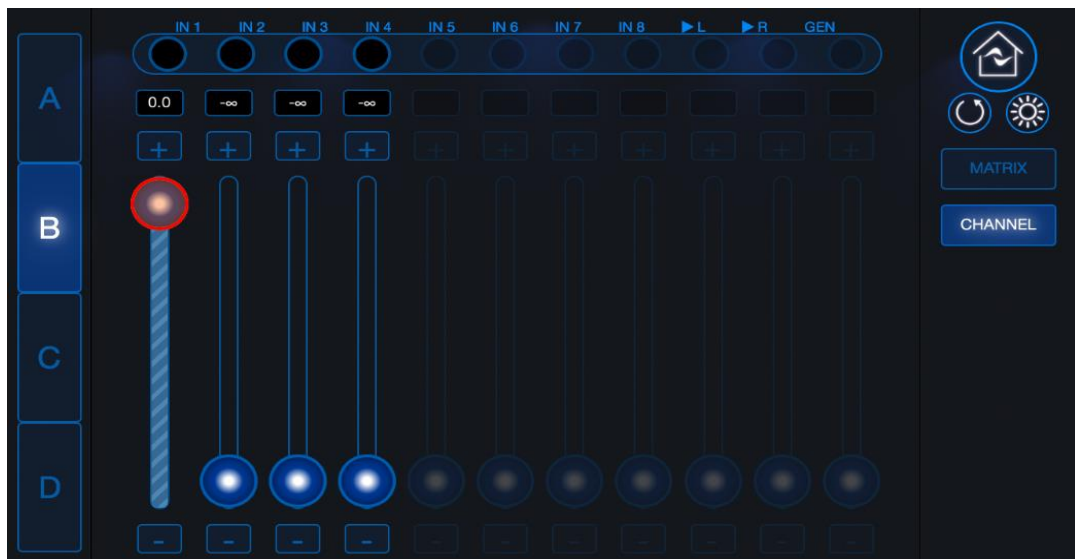 IN 1 IN 2 IN 3 IN 4 IN 5 IN 6 IN 7 IN 8 ▶ L ▶ R GEN
A
0.0 -∞ -∞ -∞
+ + + + + + + + + + +
MATRIX
B
CHANNEL
C
D
- - - - - - - - - - -